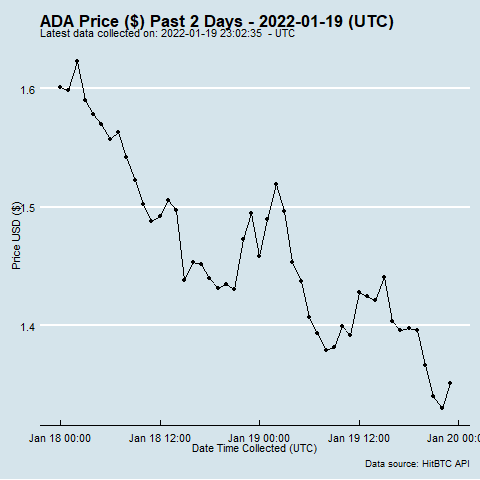 ADA Price ($) Past 2 Days - 2022-01-19 (UTC)
Latest data collected on: 2022-01-19 23:02:35  - UTC
1.6
1.5
1.4
Price USD ($)
Jan 18 00:00
Jan 18 12:00
Jan 19 00:00
Jan 19 12:00
Jan 20 00:00
Date Time Collected (UTC)
Data source: HitBTC API